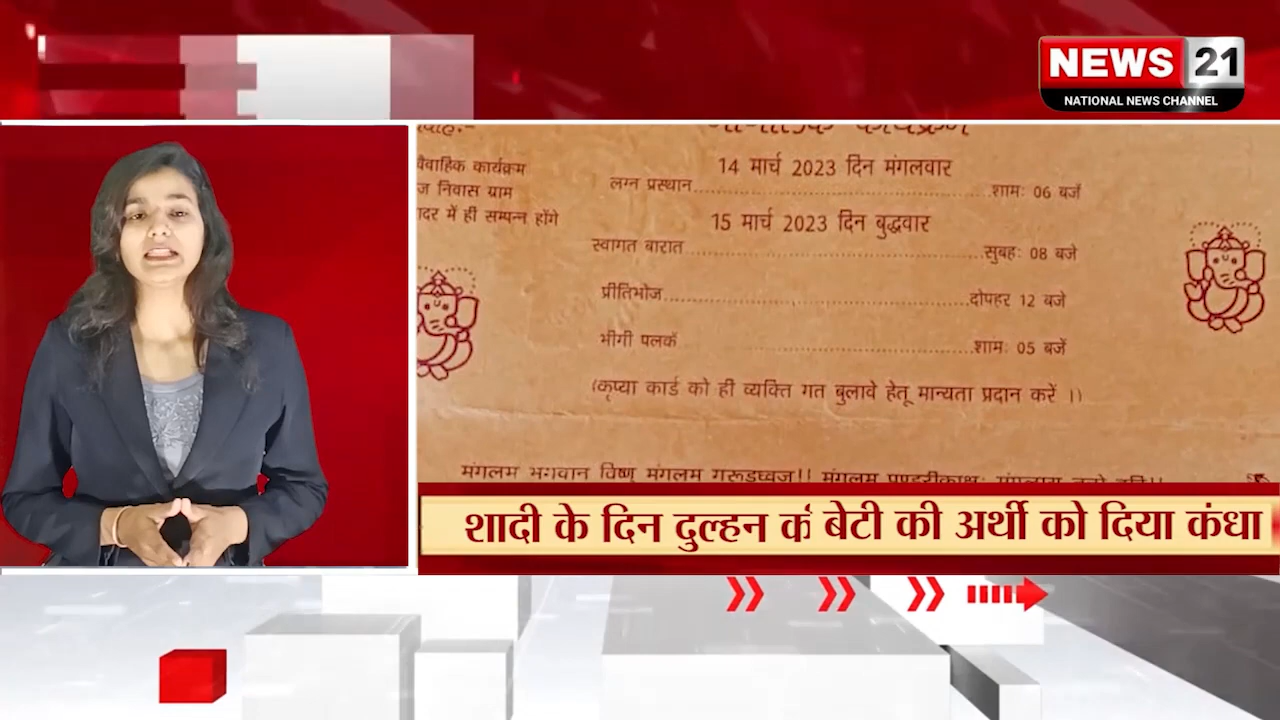 NEWS 21
NATIONAL NEWS CHANNEL
वैवाहिक कार्यक्रम
निवास ग्राम
में ही सम्पन्न होंगे
14 मार्च 2023 दिन मंगलवार
लग्न प्रस्थान.....................शामः 06 बजें
15 मार्च 2023 दिन बुद्धवार
स्वागत बारात.....................सुबहः 08 बजे
प्रीतिभोज.....................दोपहर 12 बजे
भीगी पलकें.....................शामः 05 बजें
(कृप्या कार्ड को ही व्यक्ति गत बुलावे हेतू मान्यता प्रदान करें ।)
मंगलम भगवान विष्णु मंगलम गरूडध्वज!! मंगलम
शादी के दिन दुल्हन बेटी की अर्थी को दिया कंधा